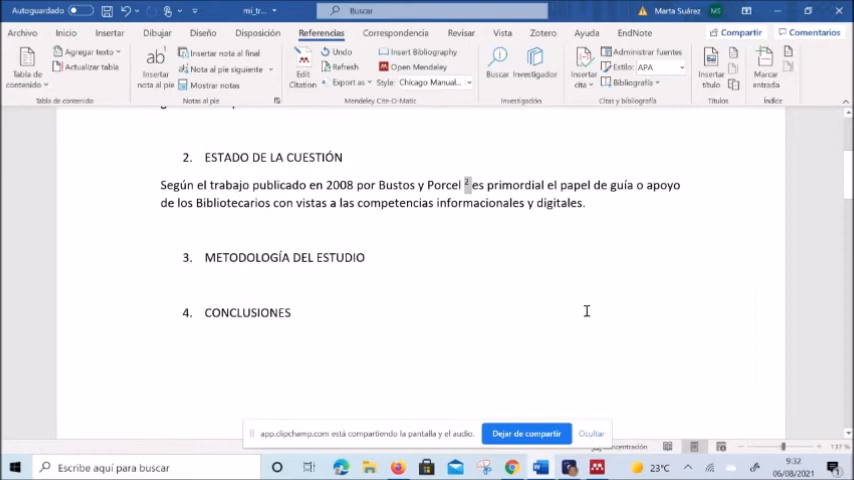 Autoguardado
mi_tr...
Buscar
Marta Suárez
MS
Archivo Inicio Insertar Dibujar Diseño Disposición Referencias Correspondencia Revisar Vista Zotero Ayuda EndNote Compartir Comentarios
Tabla de contenido
Agregar texto
Actualizar tabla
Tabla de contenido
Insertar nota al pie
Insertar nota al final
Nota al pie siguiente
Mostrar notas
Notas al pie
Edit Citation
Undo
Refresh
Export as
Insert Bibliography
Open Mendeley
Style: Chicago Manual...
Mendeley Cite-O-Matic
Buscar
Investigador
Investigación
Insertar cita
Administrar fuentes
Estilo: APA
Bibliografía
Citas y bibliografía
Insertar título
Títulos
Marcar entrada
Índice
2. ESTADO DE LA CUESTIÓN
Según el trabajo publicado en 2008 por Bustos y Porcel 2 es primordial el papel de guía o apoyo
de los Bibliotecarios con vistas a las competencias informacionales y digitales.
3. METODOLOGÍA DEL ESTUDIO
4. CONCLUSIONES
app.clipchamp.com está compartiendo la pantalla y el audio.
Dejar de compartir
Ocultar
137 %
Escribe aquí para buscar
23°C
9:32
06/08/2021